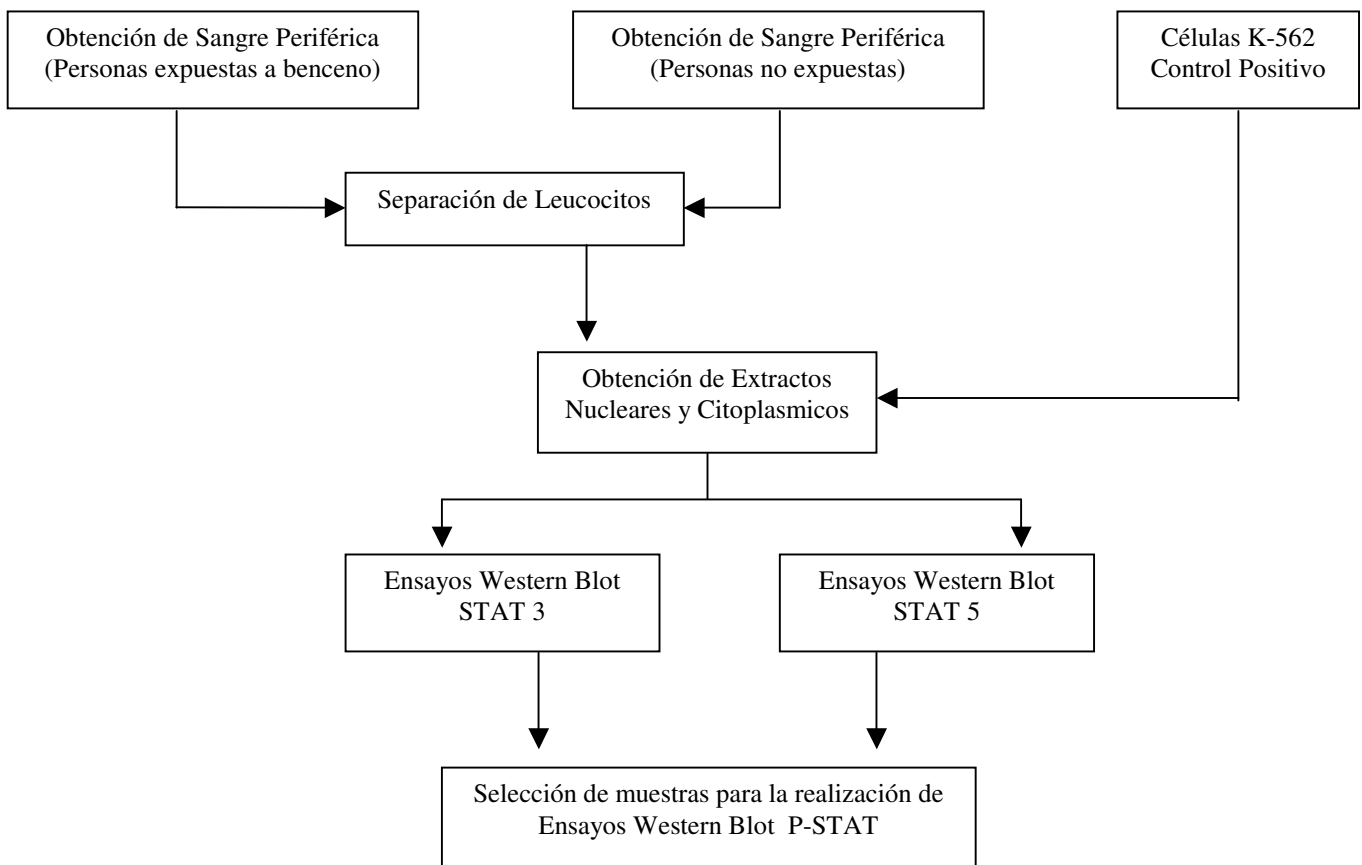 Obtención de Sangre Periférica
(Personas expuestas a benceno)
Obtención de Sangre Periférica
(Personas no expuestas)
Células K-562
Control Positivo
Separación de Leucocitos
Obtención de Extractos
Nucleares y Citoplasmicos
Ensayos Western Blot
STAT 3
Ensayos Western Blot
STAT 5
Selección de muestras para la realización de
Ensayos Western Blot P-STAT